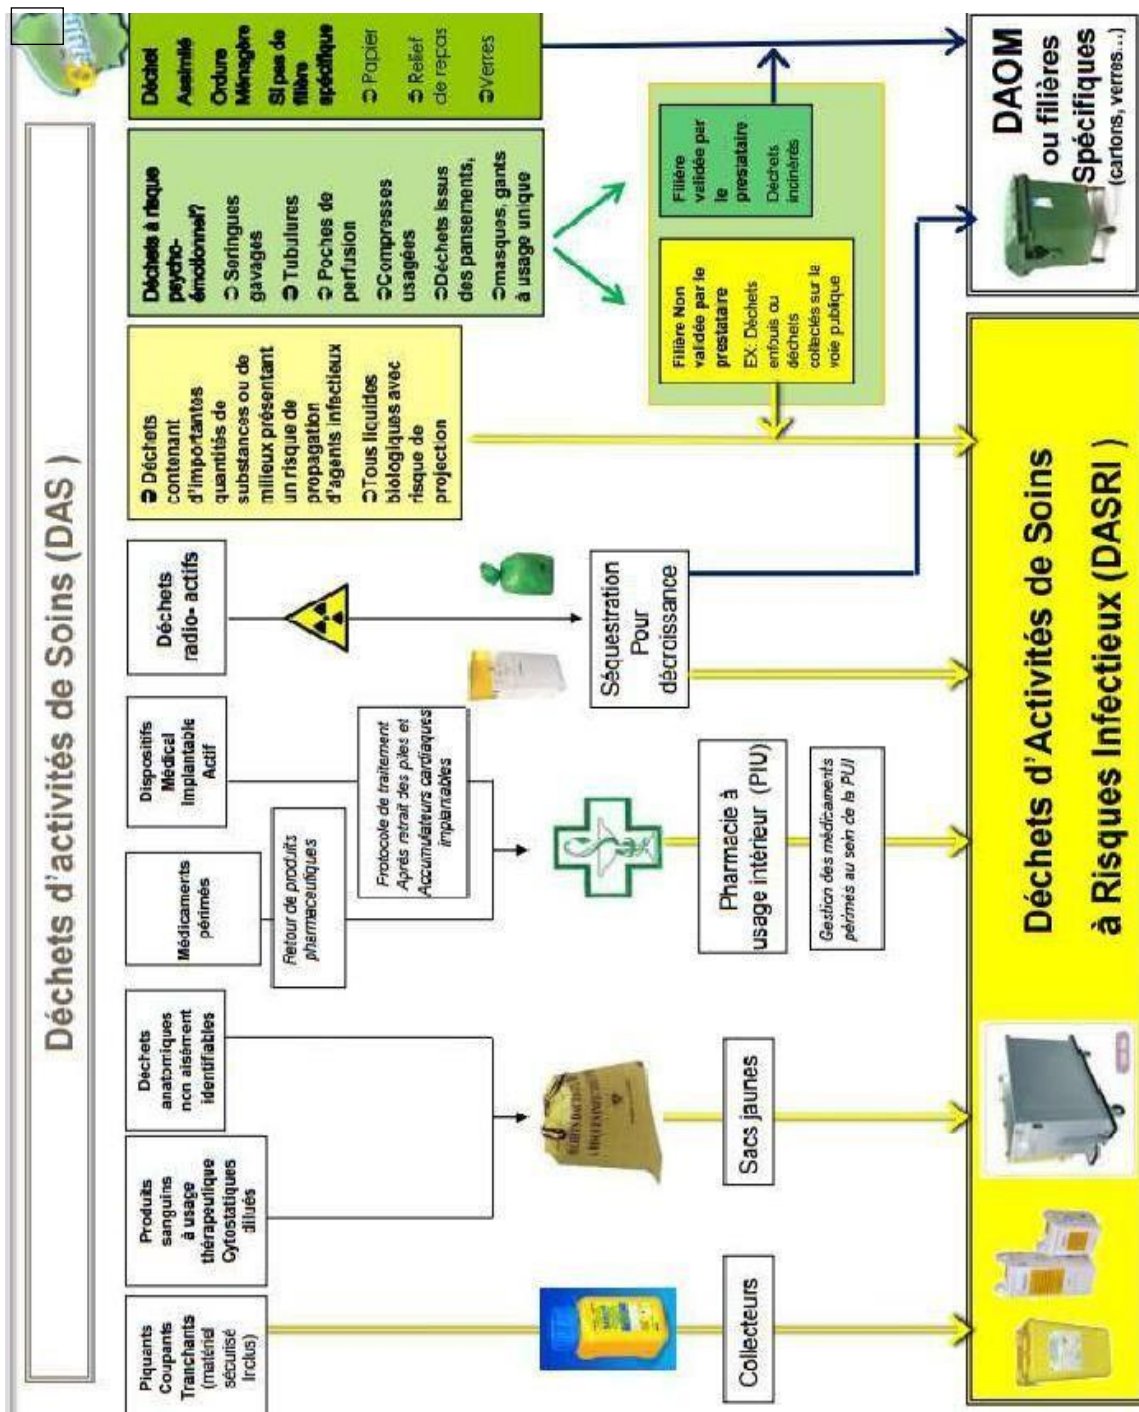 Déchets d'activités de Soins (DAS )
Piquants
Coupants
Tranchants
(matériel
sécurisé
Inclus)
Produits
sanguins
à usage
thérapeutique
Cytostatiques
dilués
Déchets
anatomiques
non aisément
identifiables
Médicaments
périmés
Dispositifs
Médical
Implantable
Actif
Déchets
radio- actifs
➲ Déchets
contenant
d'importantes
quantités de
substances ou de
milieux présentant
un risque de
propagation
d'agents infectieux
➲Tous liquides
biologiques avec
risque de
projection
Déchets à risque
psycho-
émotionnel?
➲ Seringues
gavages
➲ Tubulures
➲ Poches de
perfusion
➲Compresses
usagées
➲Déchets issus
des pansements,
➲masques, gants
à usage unique
Déchet
Assimilé
Ordure
Ménagère
Si pas de
filière
spécifique
➲ Papier
➲ Relief
de repas
➲Verres
Retour de produits
pharmaceutiques
Protocole de traitement
Après retrait des piles et
Accumulateurs cardiaques
implantables
Séquestration
Pour
décroissance
Filière Non
validée par le
prestataire
EX: Déchets
enfouis ou
déchets
collectés sur la
voie publique
Filière
validée par
le
prestataire
Déchets
incinérés
Collecteurs
Sacs jaunes
Pharmacie à
usage intérieur (PIU)
Gestion des médicaments
périmés au sein de la PUI
Déchets d'Activités de Soins
à Risques Infectieux (DASRI)
DAOM
ou filières
Spécifiques
(cartons, verres...)